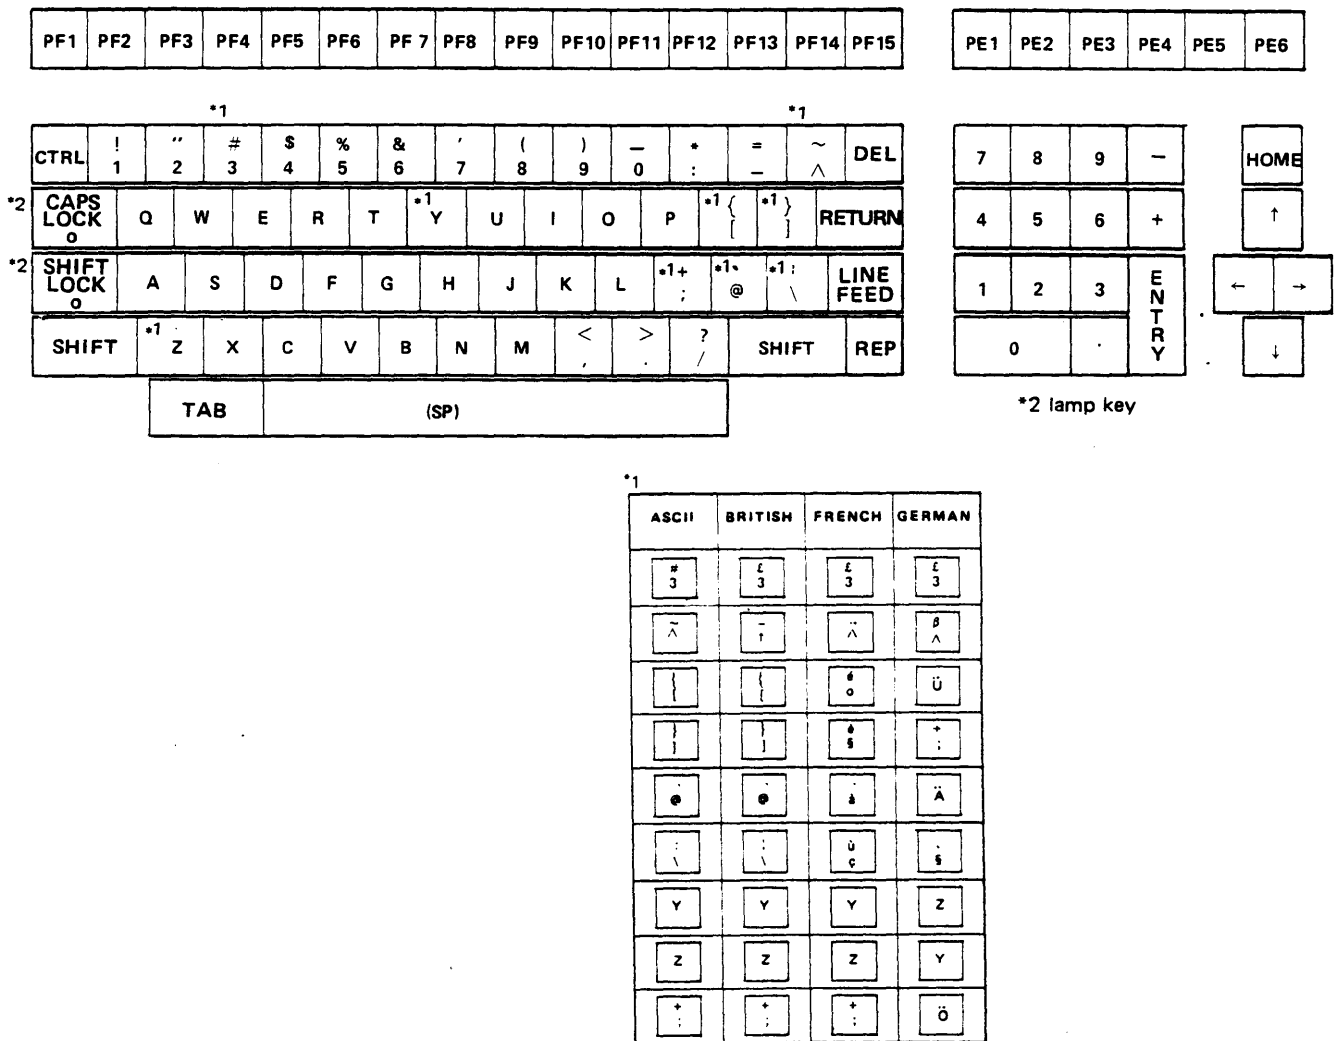 PF1 PF2 PF3 PF4 PF5 PF6 PF 7 PF8 PF9 PF10 PF11 PF12 PF13 PF14 PF15 PE1 PE2 PE3 PE4 PE5 PE6
*1 *1
CTRL ! 1 " 2 # 3 $ 4 % 5 & 6 ' 7 ( 8 ) 9 — 0 * : = — ~ ^ DEL 7 8 9 — HOME
*2 CAPS LOCK o Q W E R T *1 Y U I O P *1 { [ *1 } ] RETURN 4 5 6 + ↑
*2 SHIFT LOCK o A S D F G H J K L *1 + ; *1 ` @ *1 ¦ \ LINE FEED 1 2 3 ENTRY ← →
SHIFT *1 Z X C V B N M < , > . ? / SHIFT REP 0 . ↓
TAB (SP)
*2 lamp key
*1
ASCII BRITISH FRENCH GERMAN
# 3 £ 3 £ 3 £ 3
~ ^ – ↑ ¨ ^ β ^
{ [ { [ é o Ü
} ] } ] è § + ;
` @ ` @ à Ä
¦ \ ¦ \ ù ç §
Y Y Y Z
Z Z Z Y
+ ; + ; + ; Ö